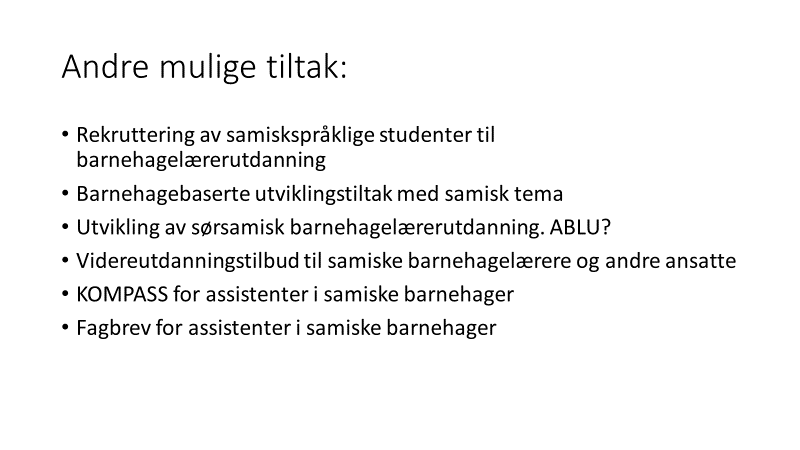 Andre mulige tiltak:
• Rekruttering av samiskspråklige studenter til
barnehagelærerutdanning
• Barnehagebaserte utviklingstiltak med samisk tema
• Utvikling av sørsamisk barnehagelærerutdanning. ABLU?
• Videreutdanningstilbud til samiske barnehagelærere og andre ansatte
• KOMPASS for assistenter i samiske barnehager
• Fagbrev for assistenter i samiske barnehager